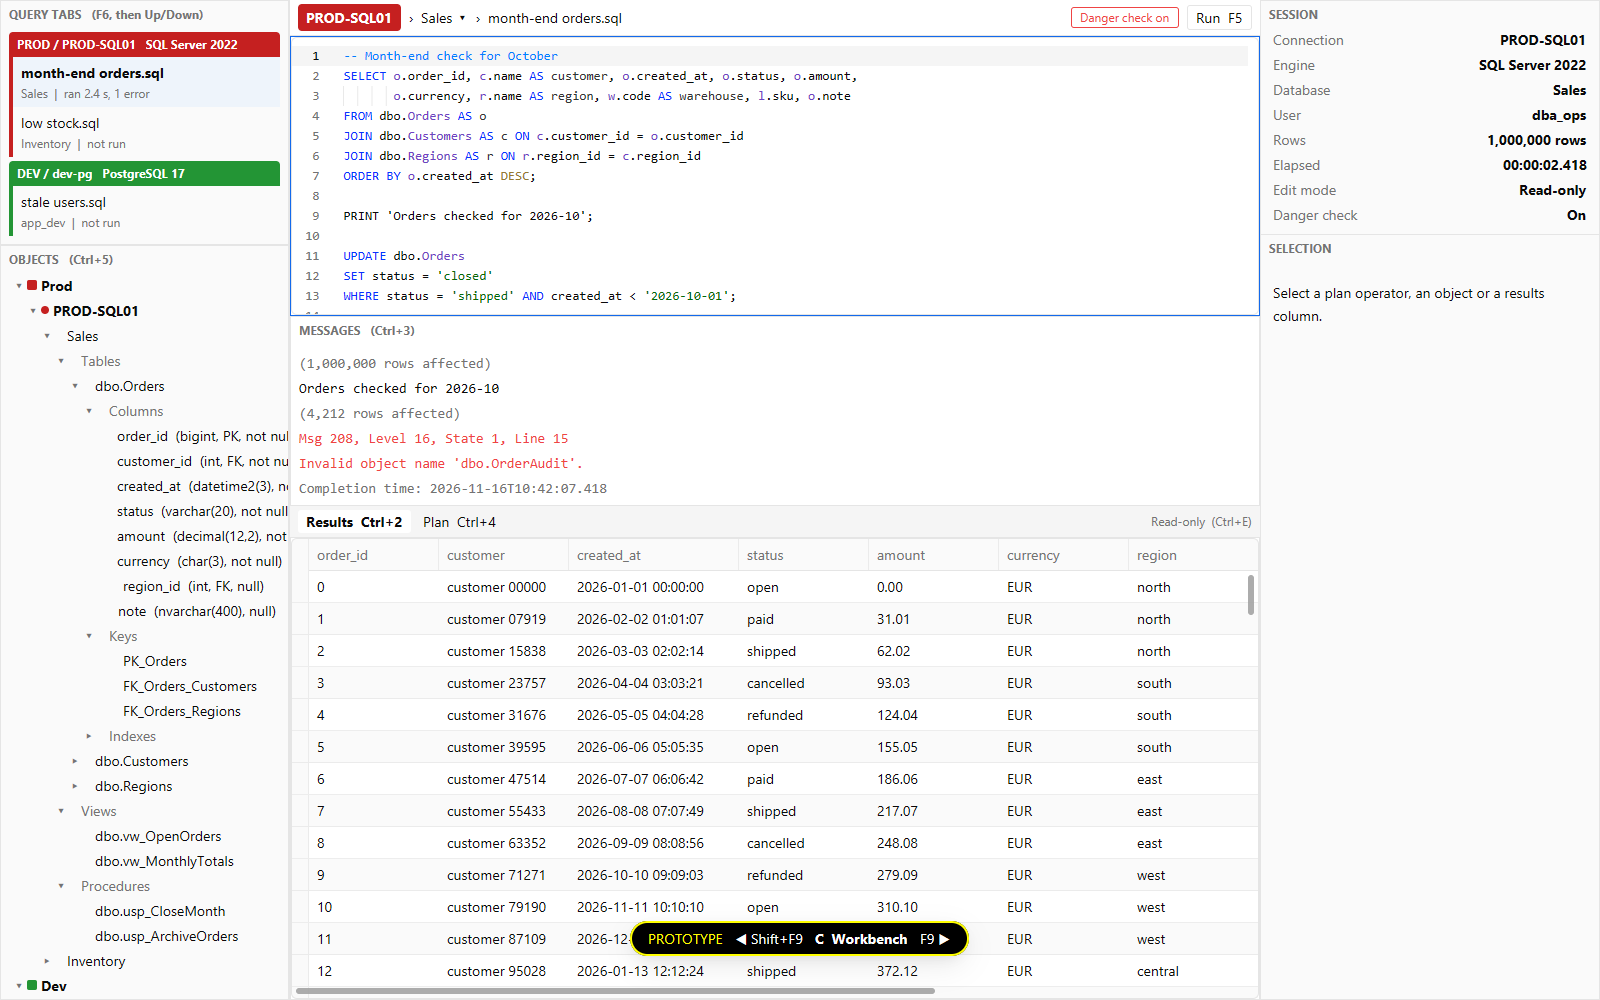 QUERY TABS (F6, then Up/Down)
PROD / PROD-SQL01 SQL Server 2022
month-end orders.sql
Sales | ran 2.4 s, 1 error
low stock.sql
Inventory | not run
DEV / dev-pg PostgreSQL 17
stale users.sql
app_dev | not run
OBJECTS (Ctrl+5)
Prod
PROD-SQL01
Sales
Tables
dbo.Orders
Columns
order_id (bigint, PK, not nul
customer_id (int, FK, not nu
created_at (datetime2(3), n
status (varchar(20), not null
amount (decimal(12,2), not
currency (char(3), not null)
region_id (int, FK, null)
note (nvarchar(400), null)
Keys
PK_Orders
FK_Orders_Customers
FK_Orders_Regions
Indexes
dbo.Customers
dbo.Regions
Views
dbo.vw_OpenOrders
dbo.vw_MonthlyTotals
Procedures
dbo.usp_CloseMonth
dbo.usp_ArchiveOrders
Inventory
Dev
PROD-SQL01 › Sales › month-end orders.sql
Danger check on
Run F5
1 -- Month-end check for October
2 SELECT o.order_id, c.name AS customer, o.created_at, o.status, o.amount,
3 o.currency, r.name AS region, w.code AS warehouse, l.sku, o.note
4 FROM dbo.Orders AS o
5 JOIN dbo.Customers AS c ON c.customer_id = o.customer_id
6 JOIN dbo.Regions AS r ON r.region_id = c.region_id
7 ORDER BY o.created_at DESC;
8
9 PRINT 'Orders checked for 2026-10';
10
11 UPDATE dbo.Orders
12 SET status = 'closed'
13 WHERE status = 'shipped' AND created_at < '2026-10-01';
MESSAGES (Ctrl+3)
(1,000,000 rows affected)
Orders checked for 2026-10
(4,212 rows affected)
Msg 208, Level 16, State 1, Line 15
Invalid object name 'dbo.OrderAudit'.
Completion time: 2026-11-16T10:42:07.418
Results Ctrl+2 Plan Ctrl+4 Read-only (Ctrl+E)
order_id customer created_at status amount currency region
0 customer 00000 2026-01-01 00:00:00 open 0.00 EUR north
1 customer 07919 2026-02-02 01:01:07 paid 31.01 EUR north
2 customer 15838 2026-03-03 02:02:14 shipped 62.02 EUR north
3 customer 23757 2026-04-04 03:03:21 cancelled 93.03 EUR south
4 customer 31676 2026-05-05 04:04:28 refunded 124.04 EUR south
5 customer 39595 2026-06-06 05:05:35 open 155.05 EUR south
6 customer 47514 2026-07-07 06:06:42 paid 186.06 EUR east
7 customer 55433 2026-08-08 07:07:49 shipped 217.07 EUR east
8 customer 63352 2026-09-09 08:08:56 cancelled 248.08 EUR east
9 customer 71271 2026-10-10 09:09:03 refunded 279.09 EUR west
10 customer 79190 2026-11-11 10:10:10 open 310.10 EUR west
11 customer 87109 2026-12 EUR west
12 customer 95028 2026-01-13 12:12:24 shipped 372.12 EUR central
PROTOTYPE ◀ Shift+F9 C Workbench F9 ▶
SESSION
Connection PROD-SQL01
Engine SQL Server 2022
Database Sales
User dba_ops
Rows 1,000,000 rows
Elapsed 00:00:02.418
Edit mode Read-only
Danger check On
SELECTION
Select a plan operator, an object or a results
column.